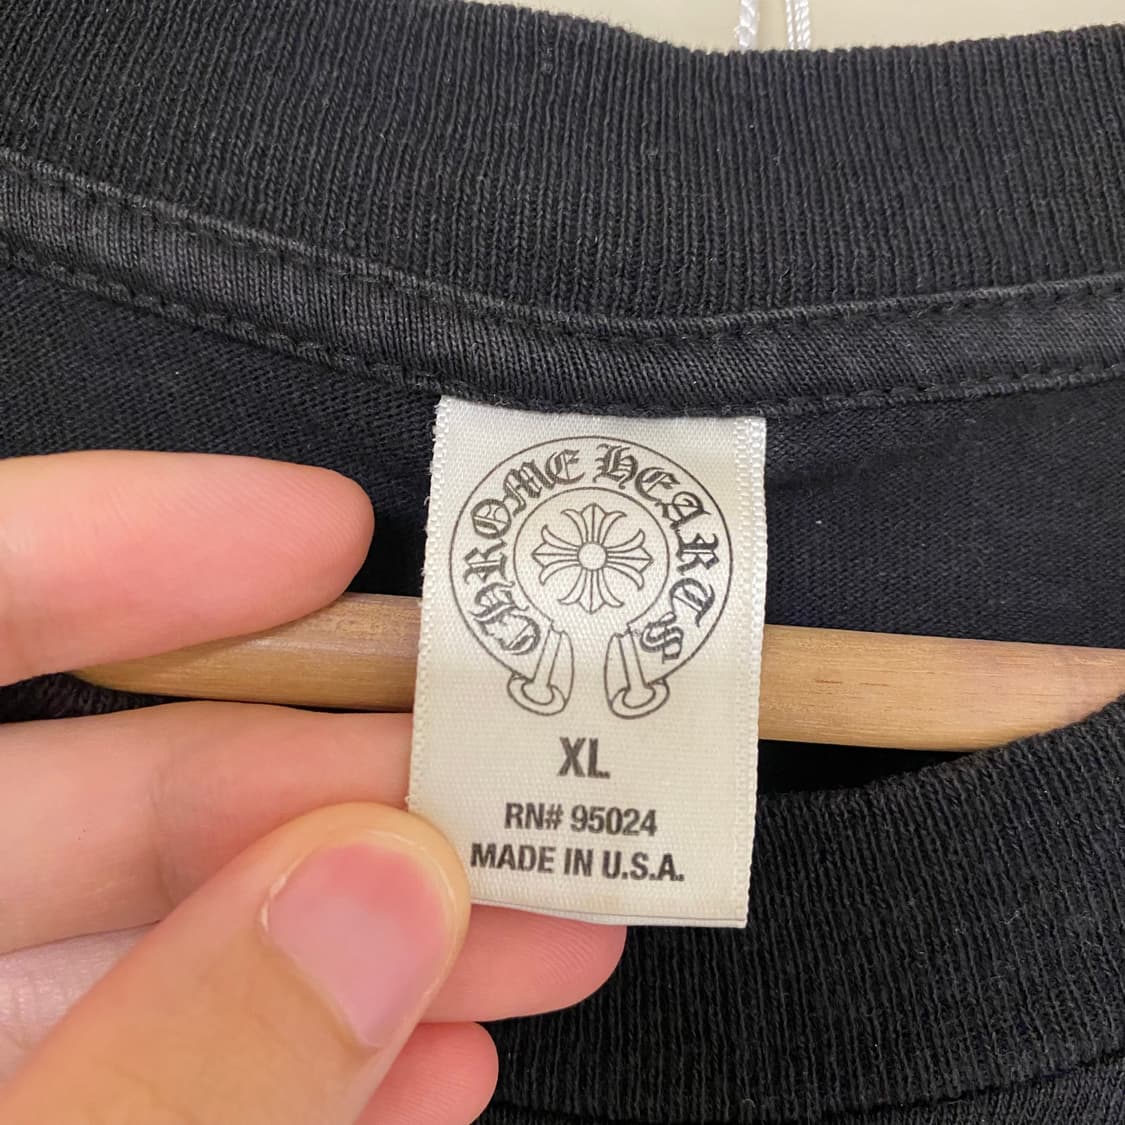 CHROME HEARTS
XL
RN# 95024
MADE IN U.S.A.